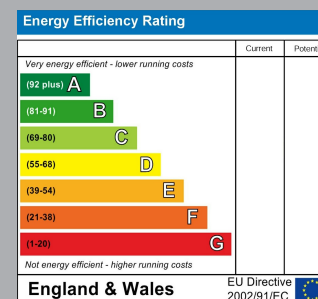 Energy Efficiency Rating
Current Potenti
Very energy efficient - lower running costs
(92 plus) A
(81-91) B
(69-80) C
(55-68) D
(39-54) E
(21-38) F
(1-20) G
Not energy efficient - higher running costs
England & Wales
EU Directive
2002/91/EC